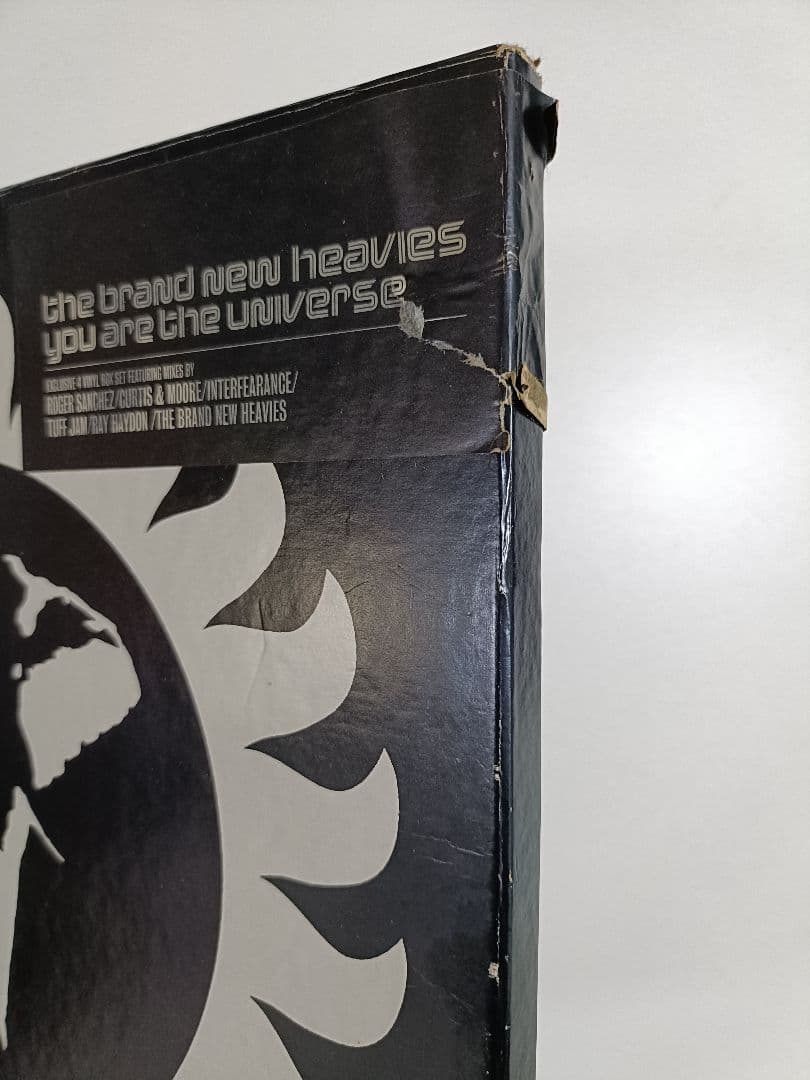 the brand new heavies
you are the universe
EXCLUSIVE 4 VINYL BOX SET FEATURING MIXES BY
ROGER SANCHEZ/CURTIS & MOORE/INTERFEARANCE/
TUFF JAM/RAY HAYDON/THE BRAND NEW HEAVIES